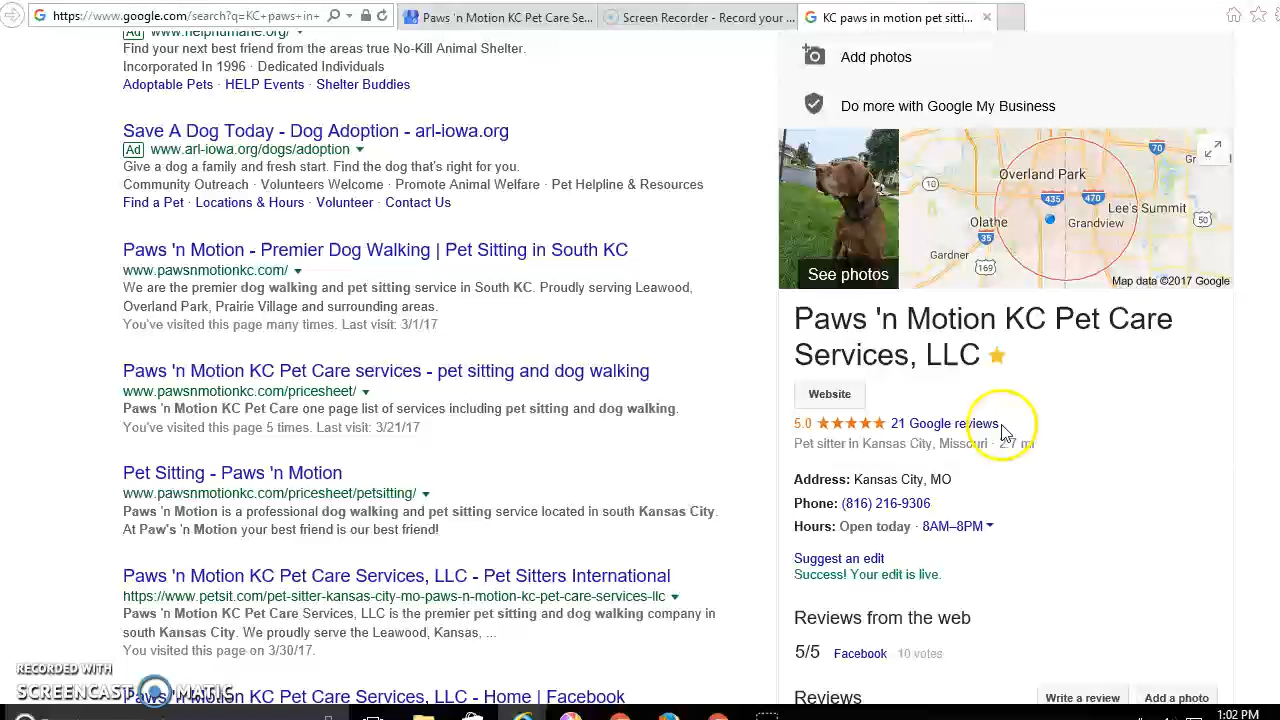 https://www.google.com/search?q=KC+paws+in+
Paws 'n Motion KC Pet Care Se...
Screen Recorder - Record your ...
KC paws in motion pet sitti...
Ad www.helphumane.org/
Find your next best friend from the areas true No-Kill Animal Shelter.
Incorporated In 1996 · Dedicated Individuals
Adoptable Pets · HELP Events · Shelter Buddies
Save A Dog Today - Dog Adoption - arl-iowa.org
Ad www.arl-iowa.org/dogs/adoption
Give a dog a family and fresh start. Find the dog that's right for you.
Community Outreach · Volunteers Welcome · Promote Animal Welfare · Pet Helpline & Resources
Find a Pet · Locations & Hours · Volunteer · Contact Us
Paws 'n Motion - Premier Dog Walking | Pet Sitting in South KC
www.pawsnmotionkc.com/
We are the premier dog walking and pet sitting service in South KC. Proudly serving Leawood,
Overland Park, Prairie Village and surrounding areas.
You've visited this page many times. Last visit: 3/1/17
Paws 'n Motion KC Pet Care services - pet sitting and dog walking
www.pawsnmotionkc.com/pricesheet/
Paws 'n Motion KC Pet Care one page list of services including pet sitting and dog walking.
You've visited this page 5 times. Last visit: 3/21/17
Pet Sitting - Paws 'n Motion
www.pawsnmotionkc.com/pricesheet/petsitting/
Paws 'n Motion is a professional dog walking and pet sitting service located in south Kansas City.
At Paw's 'n Motion your best friend is our best friend!
Paws 'n Motion KC Pet Care Services, LLC - Pet Sitters International
https://www.petsit.com/pet-sitter-kansas-city-mo-paws-n-motion-kc-pet-care-services-llc
Paws 'n Motion KC Pet Care Services, LLC is the premier pet sitting and dog walking company in
south Kansas City. We proudly serve the Leawood, Kansas, ...
You visited this page on 3/30/17.
Paws 'n Motion KC Pet Care Services, LLC - Home | Facebook
RECORDED WITH
SCREENCAST MATIC
Add photos
Do more with Google My Business
See photos
70
Overland Park
10
435
470
Lee's Summit
50
Olathe
Grandview
35
Gardner
169
Map data ©2017 Google
Paws 'n Motion KC Pet Care
Services, LLC
Website
5.0 ★★★★★ 21 Google reviews
Pet sitter in Kansas City, Missouri · 2.7 mi
Address: Kansas City, MO
Phone: (816) 216-9306
Hours: Open today · 8AM–8PM
Suggest an edit
Success! Your edit is live.
Reviews from the web
5/5 Facebook 10 votes
Reviews
Write a review
Add a photo
1:02 PM